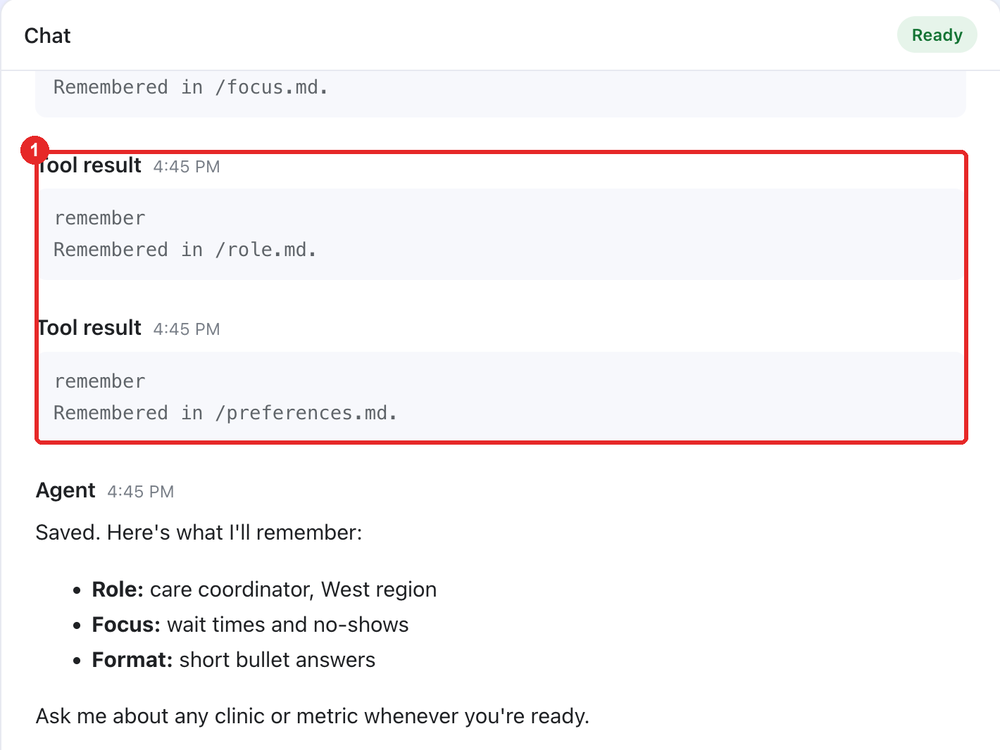 Chat
Ready
Remembered in /focus.md.
1
Tool result 4:45 PM
remember
Remembered in /role.md.
Tool result 4:45 PM
remember
Remembered in /preferences.md.
Agent 4:45 PM
Saved. Here's what I'll remember:
• Role: care coordinator, West region
• Focus: wait times and no-shows
• Format: short bullet answers
Ask me about any clinic or metric whenever you're ready.